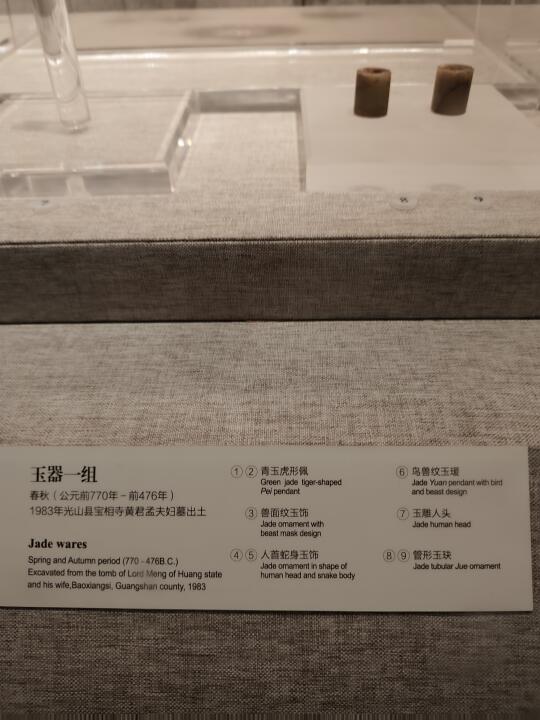 7
8
9
玉器一组
春秋（公元前770年－前476年）
1983年光山县宝相寺黄君孟夫妇墓出土
Jade wares
Spring and Autumn period (770 - 476B.C.)
Excavated from the tomb of Lord Meng of Huang state
and his wife,Baoxiangsi, Guangshan county, 1983
①② 青玉虎形佩
Green jade tiger-shaped
Pei pendant
③ 兽面纹玉饰
Jade ornament with
beast mask design
④⑤ 人首蛇身玉饰
Jade ornament in shape of
human head and snake body
⑥ 鸟兽纹玉瑗
Jade Yuan pendant with bird
and beast design
⑦ 玉雕人头
Jade human head
⑧⑨ 管形玉玦
Jade tubular Jue ornament